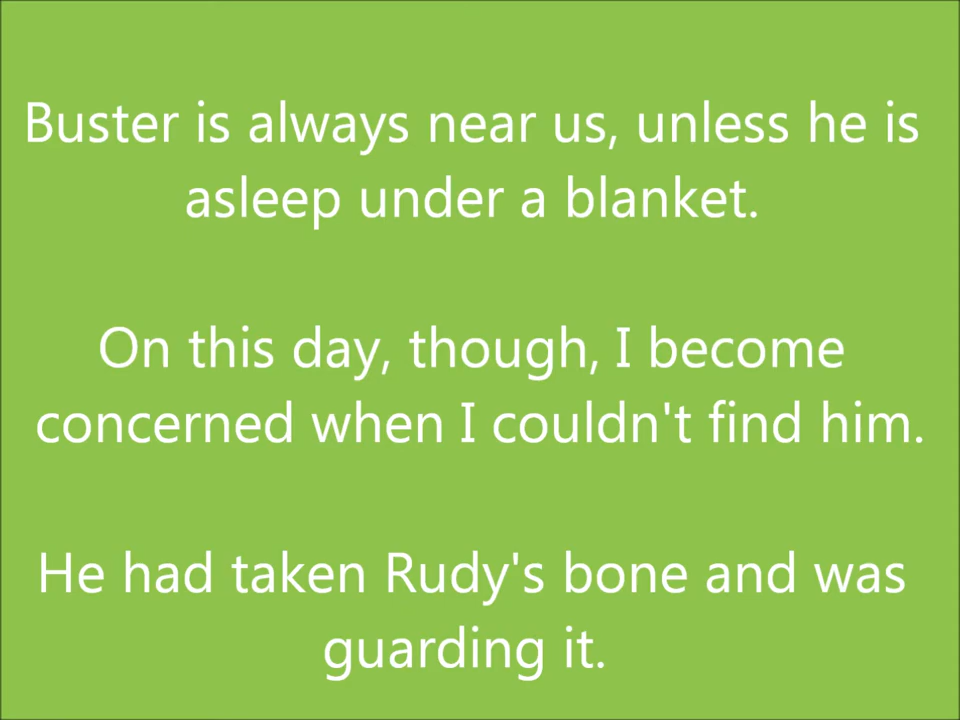 Buster is always near us, unless he is
asleep under a blanket.
On this day, though, I become
concerned when I couldn't find him.
He had taken Rudy's bone and was
guarding it.